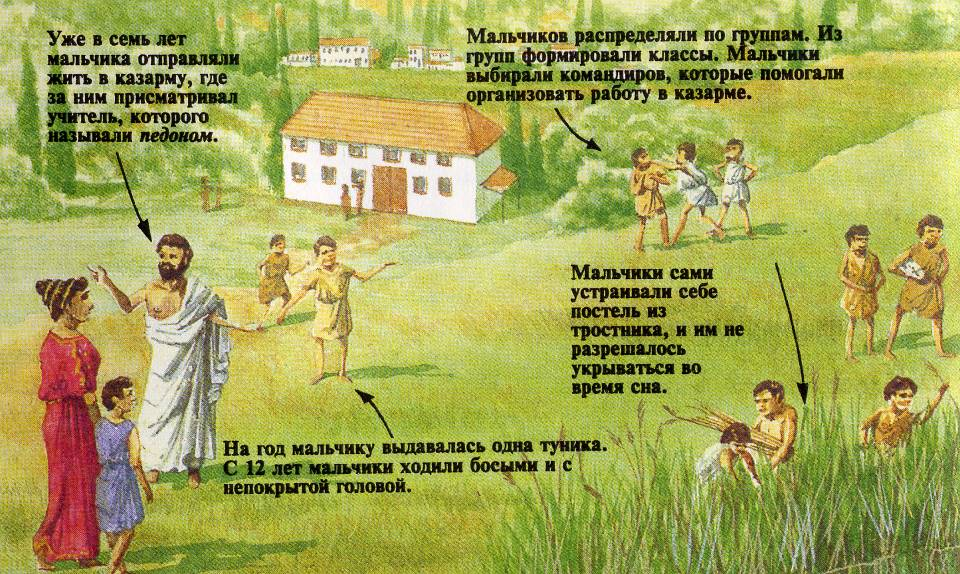 Уже в семь лет
мальчика отправляли
жить в казарму, где
за ним присматривал
учитель, которого
называли педоном.
Мальчиков распределяли по группам. Из
групп формировали классы. Мальчики
выбирали командиров, которые помогали
организовать работу в казарме.
Мальчики сами
устраивали себе
постель из
тростника, и им не
разрешалось
укрываться во
время сна.
На год мальчику выдавалась одна туника.
С 12 лет мальчики ходили босыми и с
непокрытой головой.